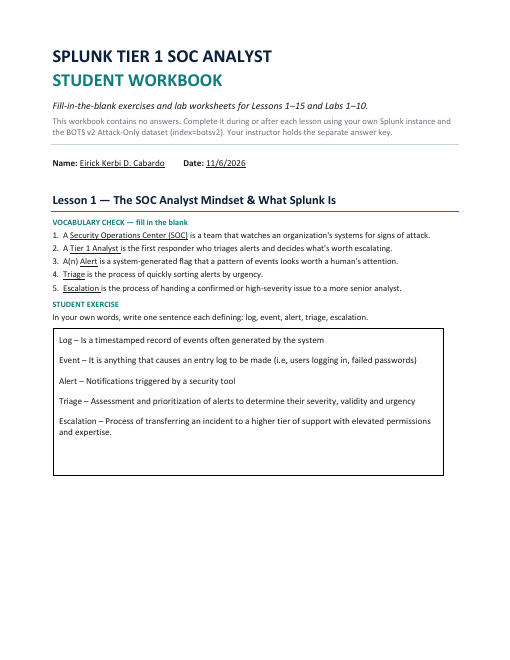 SPLUNK TIER 1 SOC ANALYST
STUDENT WORKBOOK
Fill-in-the-blank exercises and lab worksheets for Lessons 1–15 and Labs 1–10.
This workbook contains no answers. Complete it during or after each lesson using your own Splunk instance and
the BOTS v2 Attack-Only dataset (index=botsv2). Your instructor holds the separate answer key.
Name: Eirick Kerbi D. Cabardo Date: 11/6/2026
Lesson 1 — The SOC Analyst Mindset & What Splunk Is
VOCABULARY CHECK — fill in the blank
1. A Security Operations Center (SOC) is a team that watches an organization's systems for signs of attack.
2. A Tier 1 Analyst is the first responder who triages alerts and decides what's worth escalating.
3. A(n) Alert is a system-generated flag that a pattern of events looks worth a human's attention.
4. Triage is the process of quickly sorting alerts by urgency.
5. Escalation is the process of handing a confirmed or high-severity issue to a more senior analyst.
STUDENT EXERCISE
In your own words, write one sentence each defining: log, event, alert, triage, escalation.
Log – Is a timestamped record of events often generated by the system
Event – It is anything that causes an entry log to be made (i.e, users logging in, failed passwords)
Alert – Notifications triggered by a security tool
Triage – Assessment and prioritization of alerts to determine their severity, validity and urgency
Escalation – Process of transferring an incident to a higher tier of support with elevated permissions
and expertise.